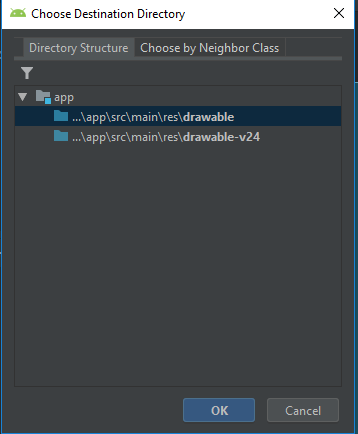 Choose Destination Directory
Directory Structure Choose by Neighbor Class
app
...\app\src\main\res\drawable
...\app\src\main\res\drawable-v24
OK Cancel